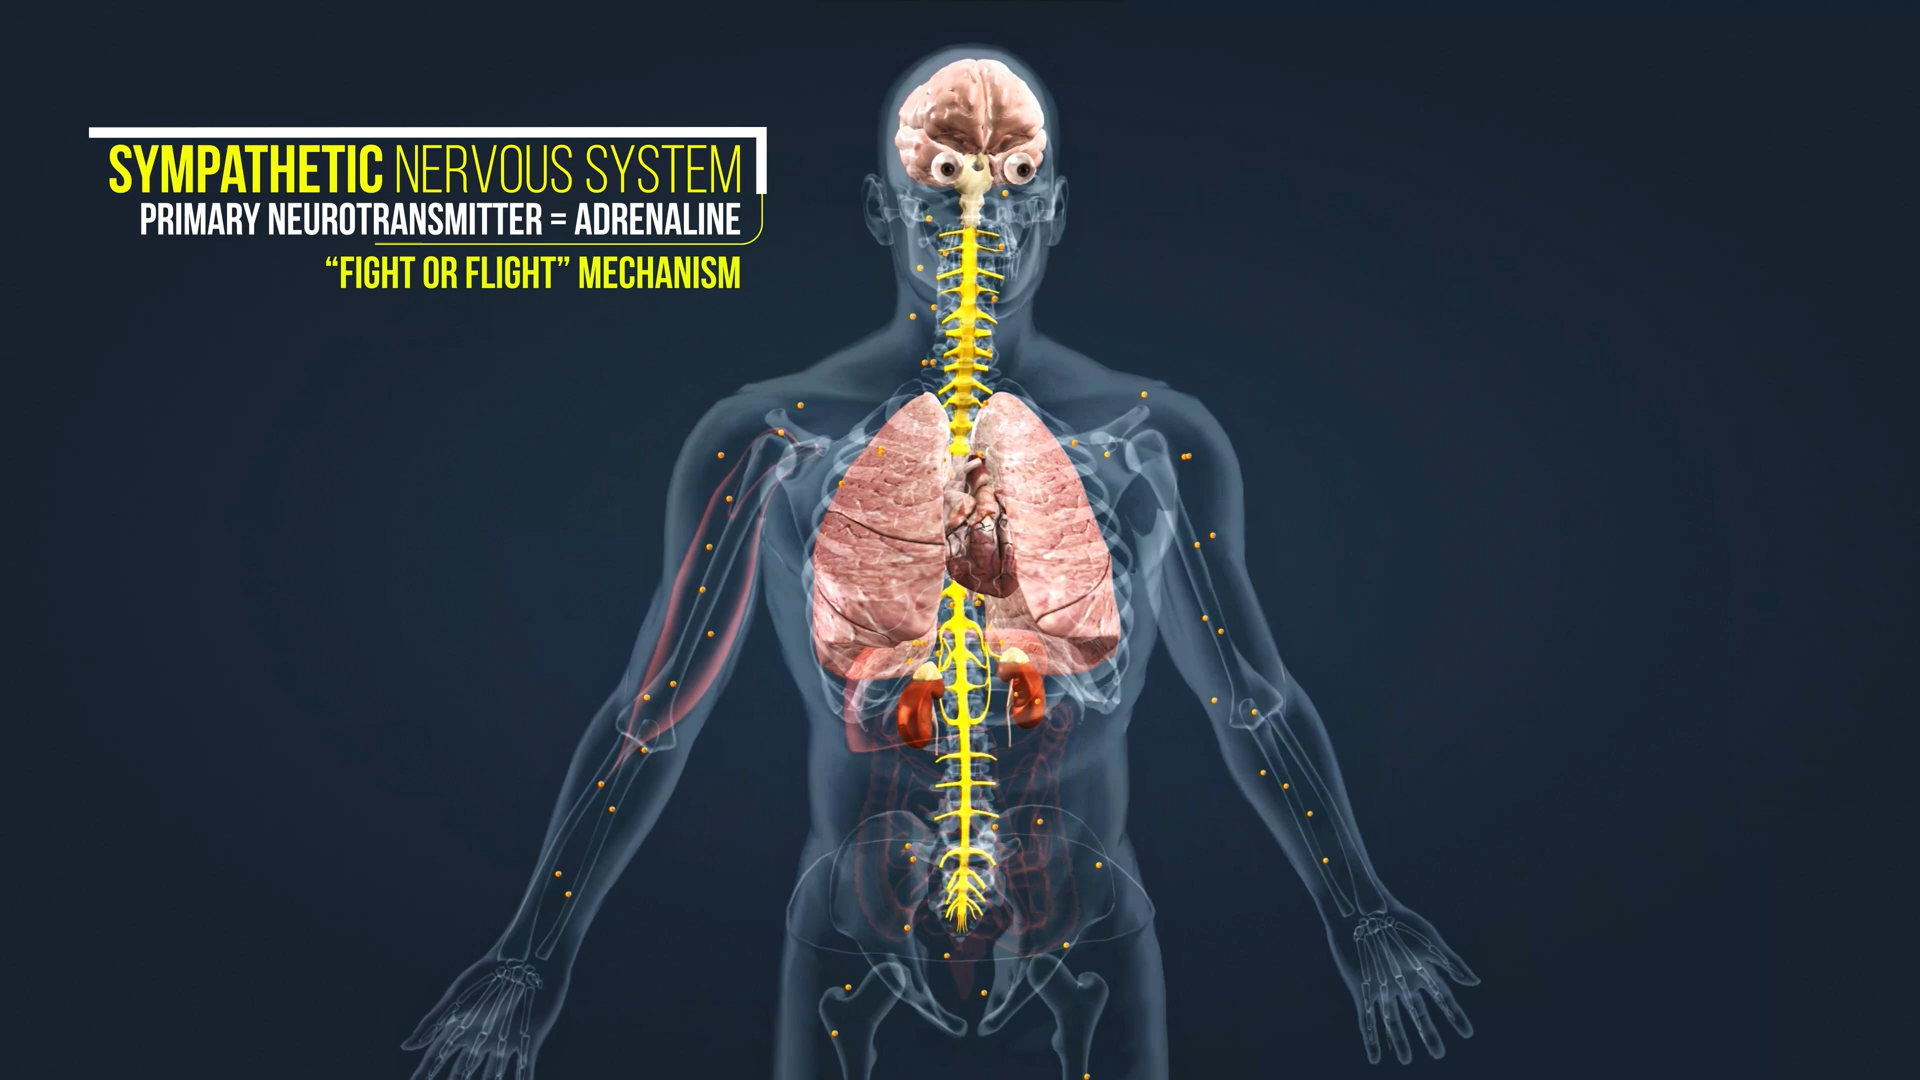 SYMPATHETIC NERVOUS SYSTEM
PRIMARY NEUROTRANSMITTER = ADRENALINE
“FIGHT OR FLIGHT” MECHANISM